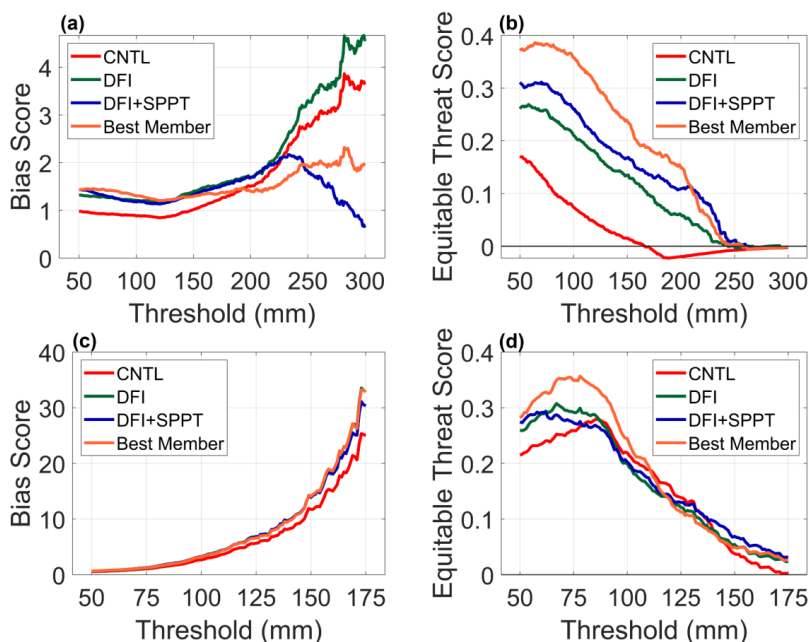 (a)
CNTL
DFI
DFI+SPPT
Best Member
Bias Score
4
3
2
1
0
50 100 150 200 250 300
Threshold (mm)
(b)
CNTL
DFI
DFI+SPPT
Best Member
Equitable Threat Score
0.4
0.3
0.2
0.1
0
50 100 150 200 250 300
Threshold (mm)
(c)
CNTL
DFI
DFI+SPPT
Best Member
Bias Score
40
30
20
10
0
50 75 100 125 150 175
Threshold (mm)
(d)
CNTL
DFI
DFI+SPPT
Best Member
Equitable Threat Score
0.4
0.3
0.2
0.1
0
50 75 100 125 150 175
Threshold (mm)